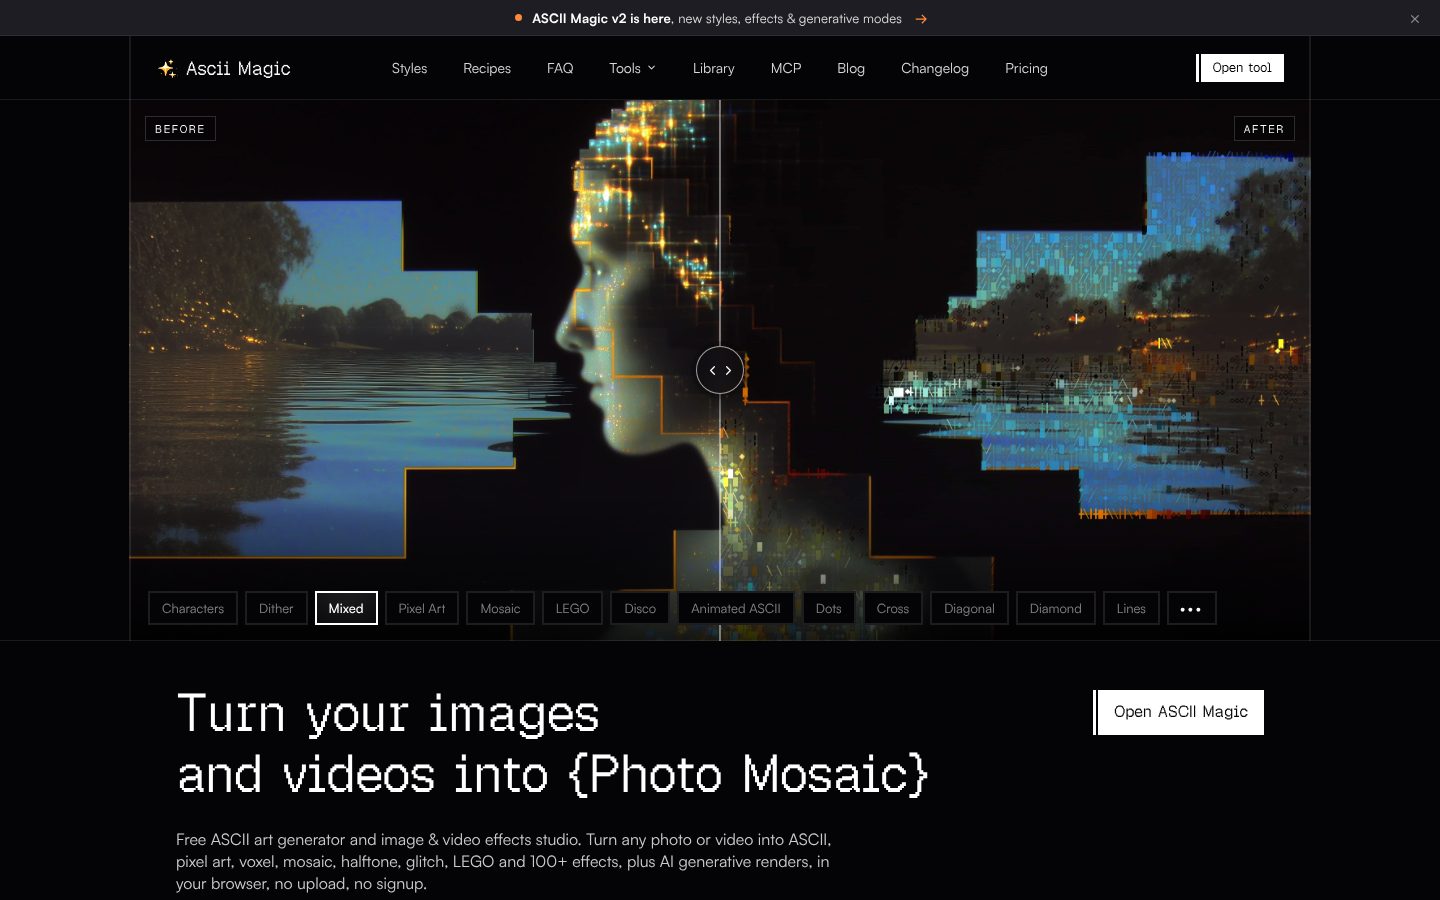 ASCII Magic v2 is here, new styles, effects & generative modes →
Ascii Magic
Styles
Recipes
FAQ
Tools
Library
MCP
Blog
Changelog
Pricing
Open tool
BEFORE
AFTER
Characters
Dither
Mixed
Pixel Art
Mosaic
LEGO
Disco
Animated ASCII
Dots
Cross
Diagonal
Diamond
Lines
•••
Turn your images
and videos into {Photo Mosaic}
Open ASCII Magic
Free ASCII art generator and image & video effects studio. Turn any photo or video into ASCII,
pixel art, voxel, mosaic, halftone, glitch, LEGO and 100+ effects, plus AI generative renders, in
your browser, no upload, no signup.